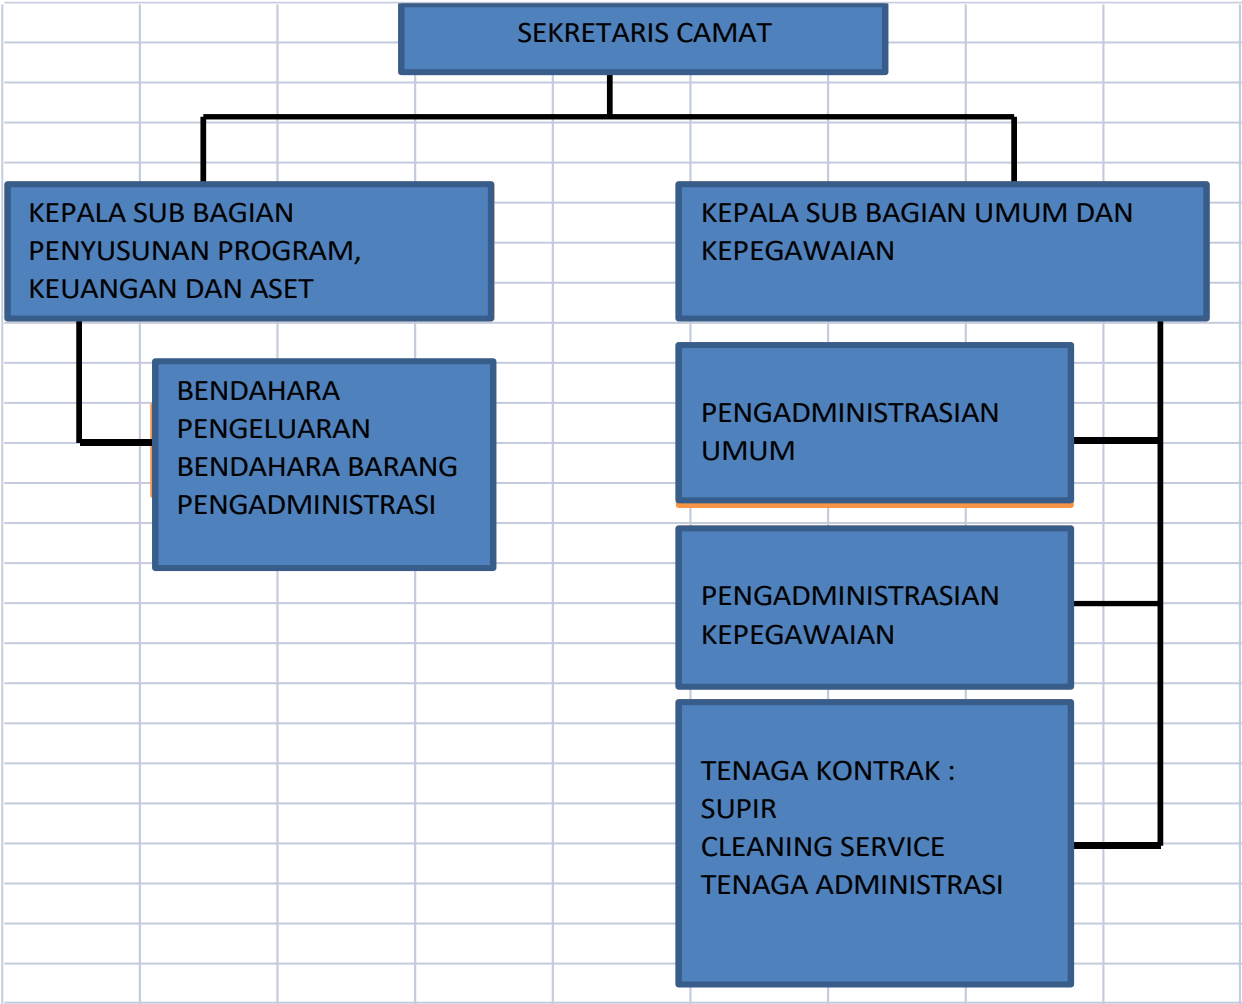 SEKRETARIS CAMAT
KEPALA SUB BAGIAN
PENYUSUNAN PROGRAM,
KEUANGAN DAN ASET
KEPALA SUB BAGIAN UMUM DAN
KEPEGAWAIAN
BENDAHARA
PENGELUARAN
BENDAHARA BARANG
PENGADMINISTRASI
PENGADMINISTRASIAN
UMUM
PENGADMINISTRASIAN
KEPEGAWAIAN
TENAGA KONTRAK :
SUPIR
CLEANING SERVICE
TENAGA ADMINISTRASI